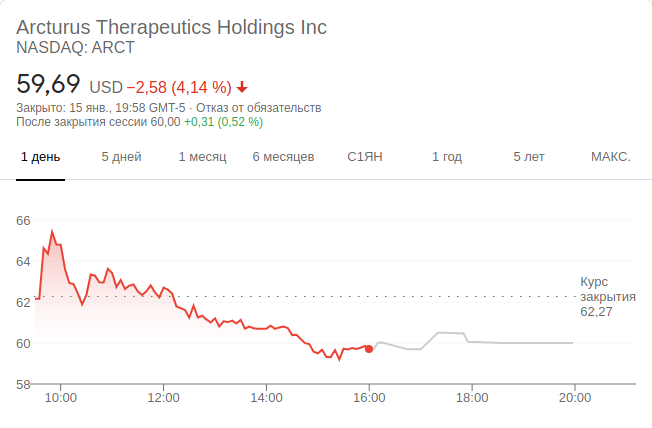 Arcturus Therapeutics Holdings Inc
NASDAQ: ARCT
59,69 USD −2,58 (4,14 %)
Закрыто: 15 янв., 19:58 GMT-5 · Отказ от обязательств
После закрытия сессии 60,00 +0,31 (0,52 %)
1 день 5 дней 1 месяц 6 месяцев С1ЯН 1 год 5 лет МАКС.
66
64
62
60
58
Курс
закрытия
62,27
10:00 12:00 14:00 16:00 18:00 20:00